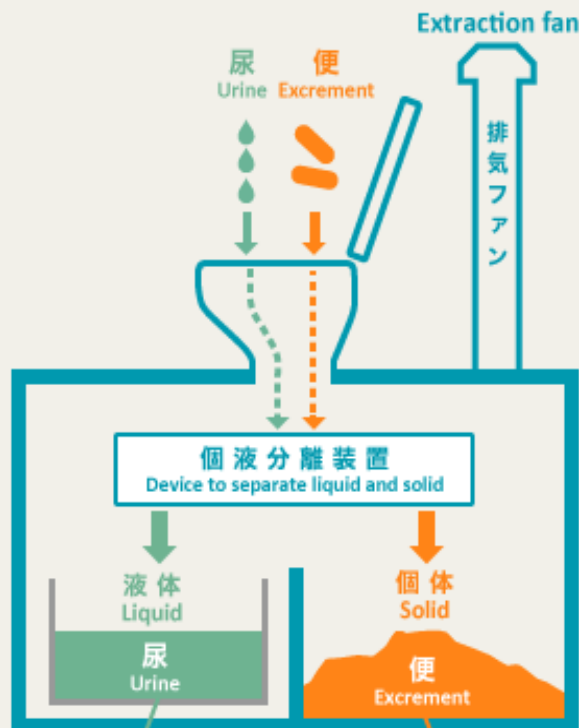 Extraction fan
尿
Urine
便
Excrement
排気ファン
個液分離装置
Device to separate liquid and solid
液体
Liquid
個体
Solid
尿
Urine
便
Excrement